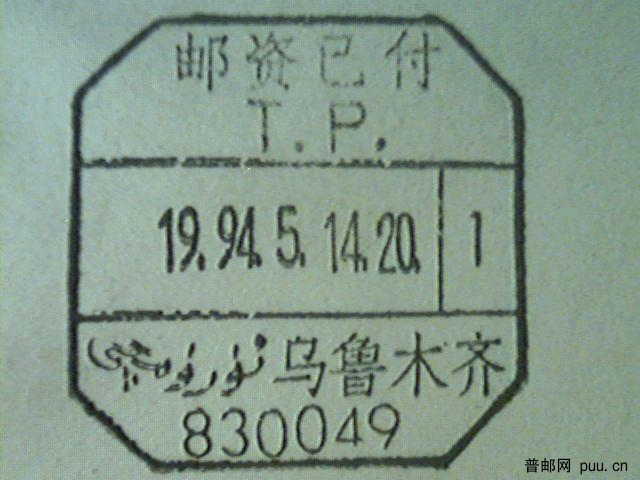 邮资已付
T.P.
19.94.5.14.20. 1
ئۈرۈمچى 乌鲁木齐
830049
普邮网 puu.cn